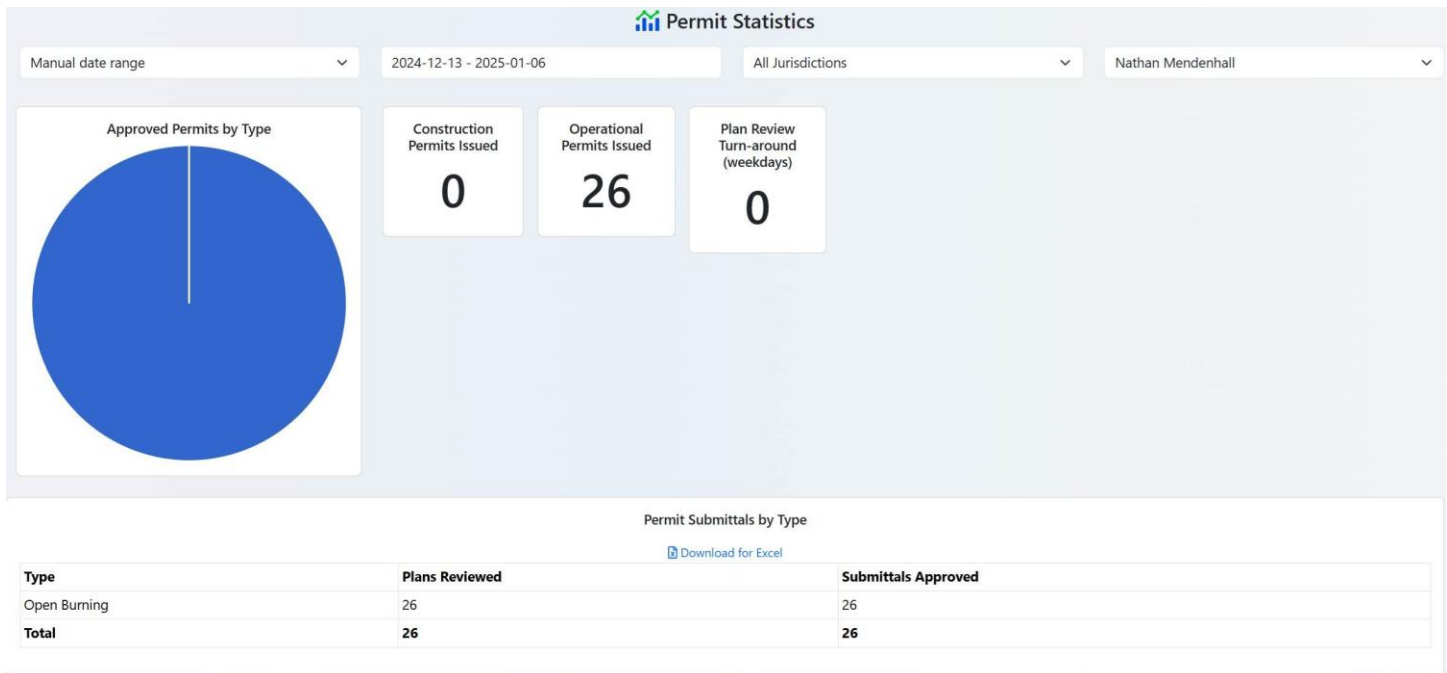 Permit Statistics
Manual date range
2024-12-13 - 2025-01-06
All Jurisdictions
Nathan Mendenhall
Approved Permits by Type
Construction
Permits Issued
0
Operational
Permits Issued
26
Plan Review
Turn-around
(weekdays)
0
Permit Submittals by Type
Download for Excel
Type Plans Reviewed Submittals Approved
Open Burning 26 26
Total 26 26